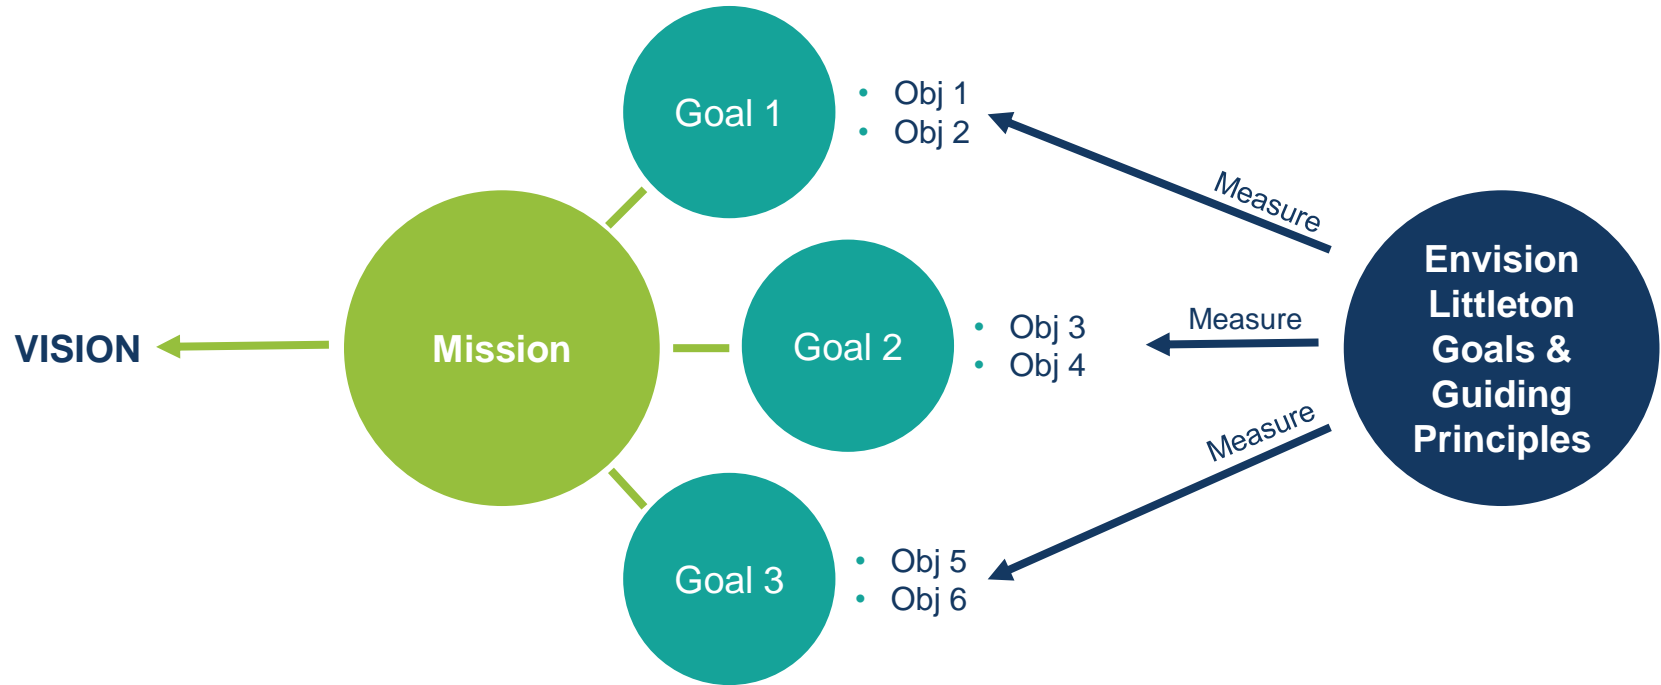 VISION
Mission
Goal 1
• Obj 1
• Obj 2
Goal 2
• Obj 3
• Obj 4
Goal 3
• Obj 5
• Obj 6
Measure
Measure
Measure
Envision
Littleton
Goals &
Guiding
Principles